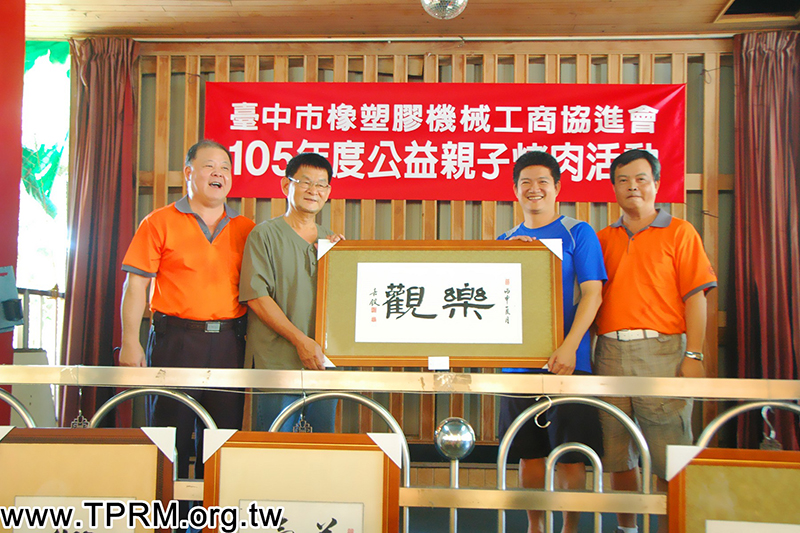 臺中市橡塑膠機械工商協進會
105年度公益親子烤肉活動
樂觀
www.TPRM.org.tw